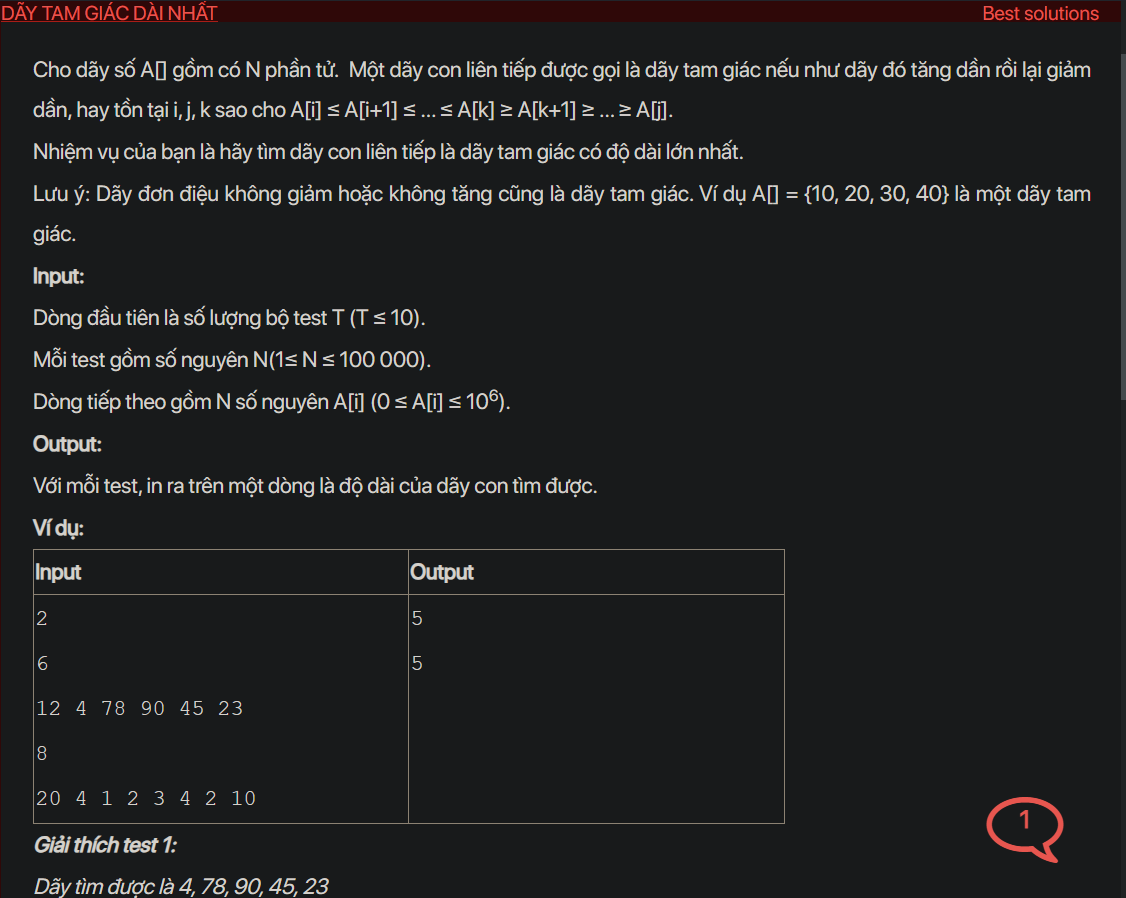 DÃY TAM GIÁC DÀI NHẤT Best solutions
Cho dãy số A[] gồm có N phần tử. Một dãy con liên tiếp được gọi là dãy tam giác nếu như dãy đó tăng dần rồi lại giảm
dần, hay tồn tại i, j, k sao cho A[i] ≤ A[i+1] ≤ ... ≤ A[k] ≥ A[k+1] ≥ ... ≥ A[j].
Nhiệm vụ của bạn là hãy tìm dãy con liên tiếp là dãy tam giác có độ dài lớn nhất.
Lưu ý: Dãy đơn điệu không giảm hoặc không tăng cũng là dãy tam giác. Ví dụ A[] = {10, 20, 30, 40} là một dãy tam
giác.
Input:
Dòng đầu tiên là số lượng bộ test T (T ≤ 10).
Mỗi test gồm số nguyên N(1≤ N ≤ 100 000).
Dòng tiếp theo gồm N số nguyên A[i] (0 ≤ A[i] ≤ 10⁶).
Output:
Với mỗi test, in ra trên một dòng là độ dài của dãy con tìm được.
Ví dụ:
Input Output
2 5
6 5
12 4 78 90 45 23
8
20 4 1 2 3 4 2 10
1
Giải thích test 1:
Dãy tìm được là 4, 78, 90, 45, 23